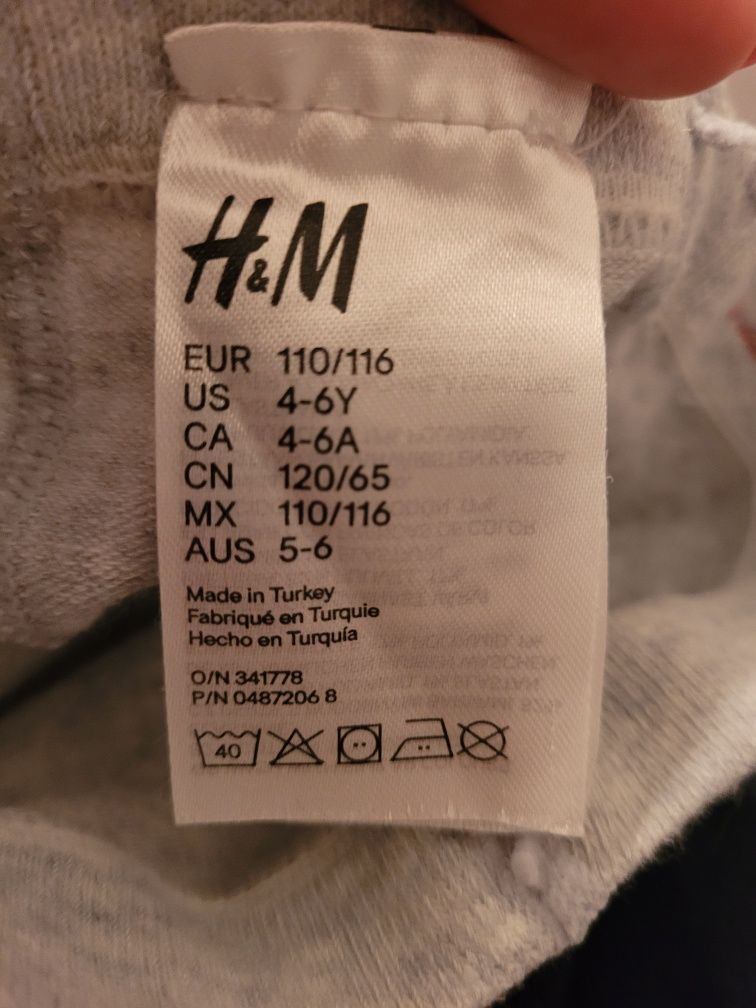 H&M
EUR 110/116
US 4-6Y
CA 4-6A
CN 120/65
MX 110/116
AUS 5-6
Made in Turkey
Fabriqué en Turquie
Hecho en Turquía
O/N 341778
P/N 0487206 8
40